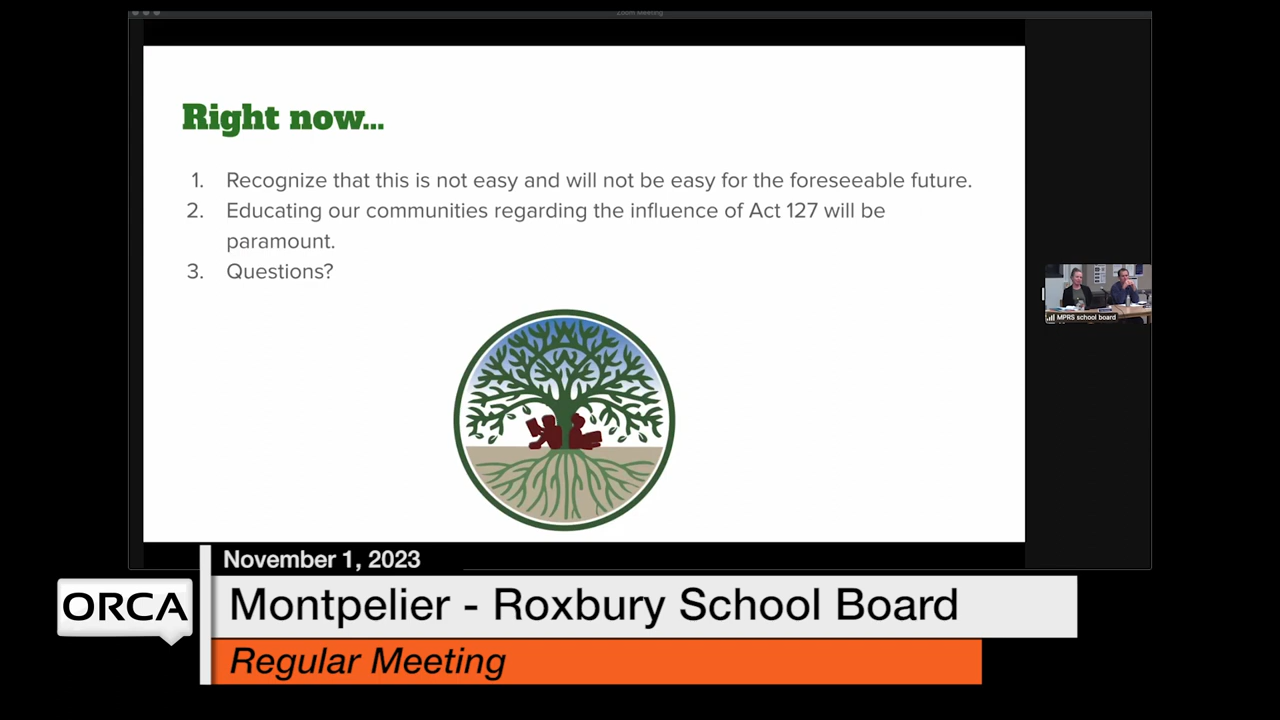 Zoom Meeting
Right now...
1. Recognize that this is not easy and will not be easy for the foreseeable future.
2. Educating our communities regarding the influence of Act 127 will be
paramount.
3. Questions?
MPRS school board
November 1, 2023
ORCA
Montpelier - Roxbury School Board
Regular Meeting